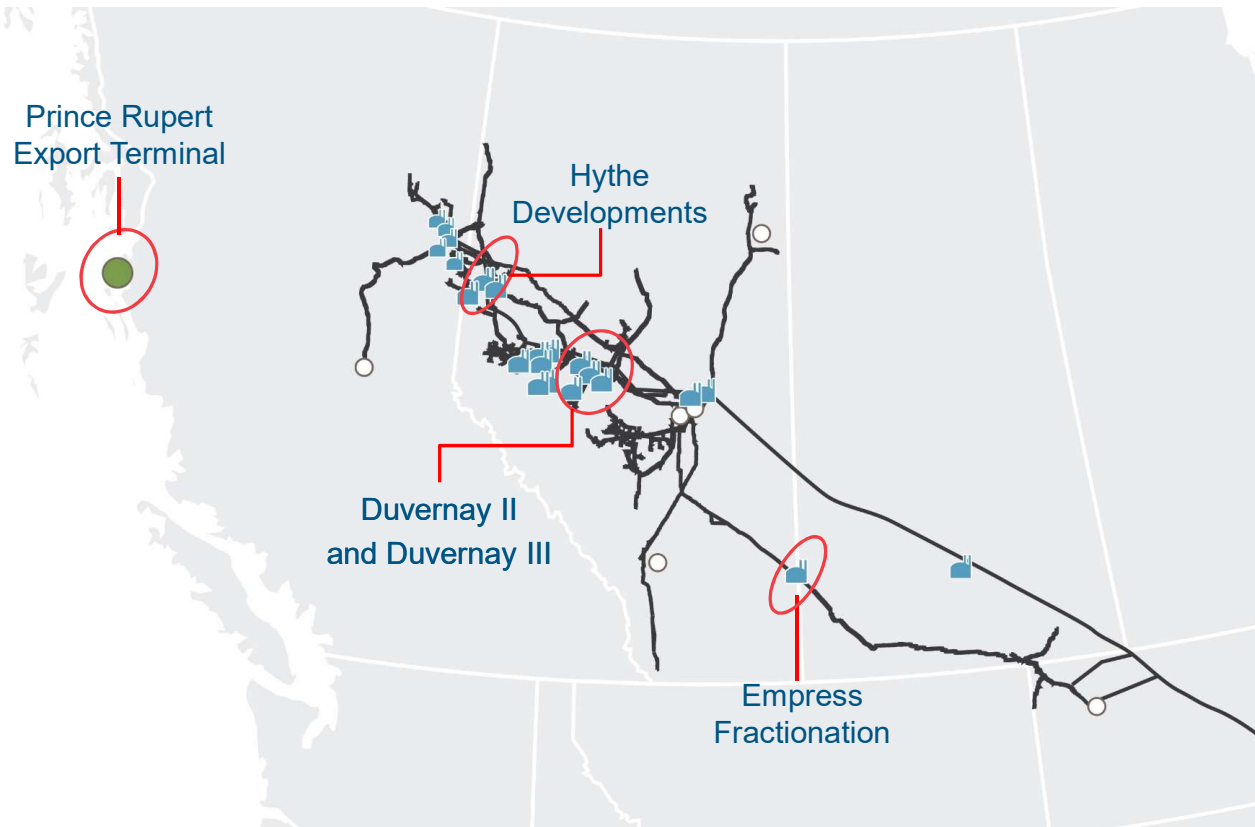 Prince Rupert
Export Terminal
Hythe
Developments
Duvernay II
and Duvernay III
Empress
Fractionation